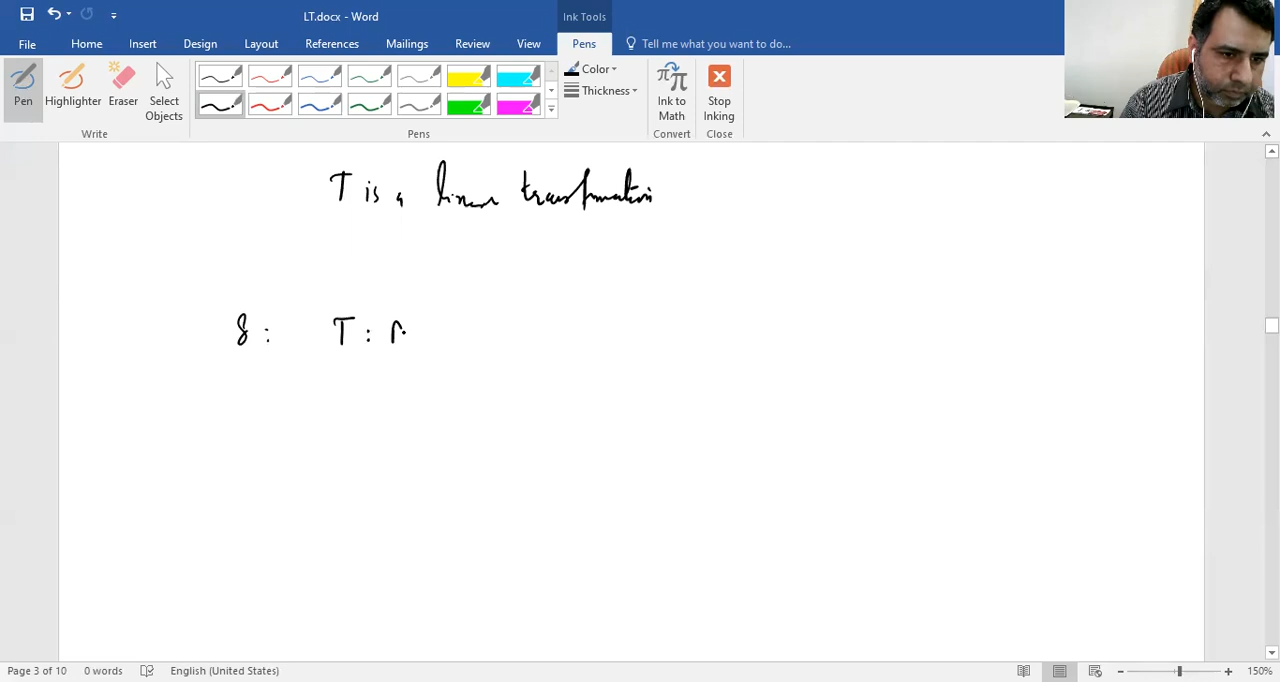 LT.docx - Word
Ink Tools
File Home Insert Design Layout References Mailings Review View Pens Tell me what you want to do...
Pen Highlighter Eraser Select Objects
Color
Thickness
Ink to Math
Stop Inking
Write Pens Convert Close
T is a linear transformation
8: T:
Page 3 of 10 0 words English (United States) 150%